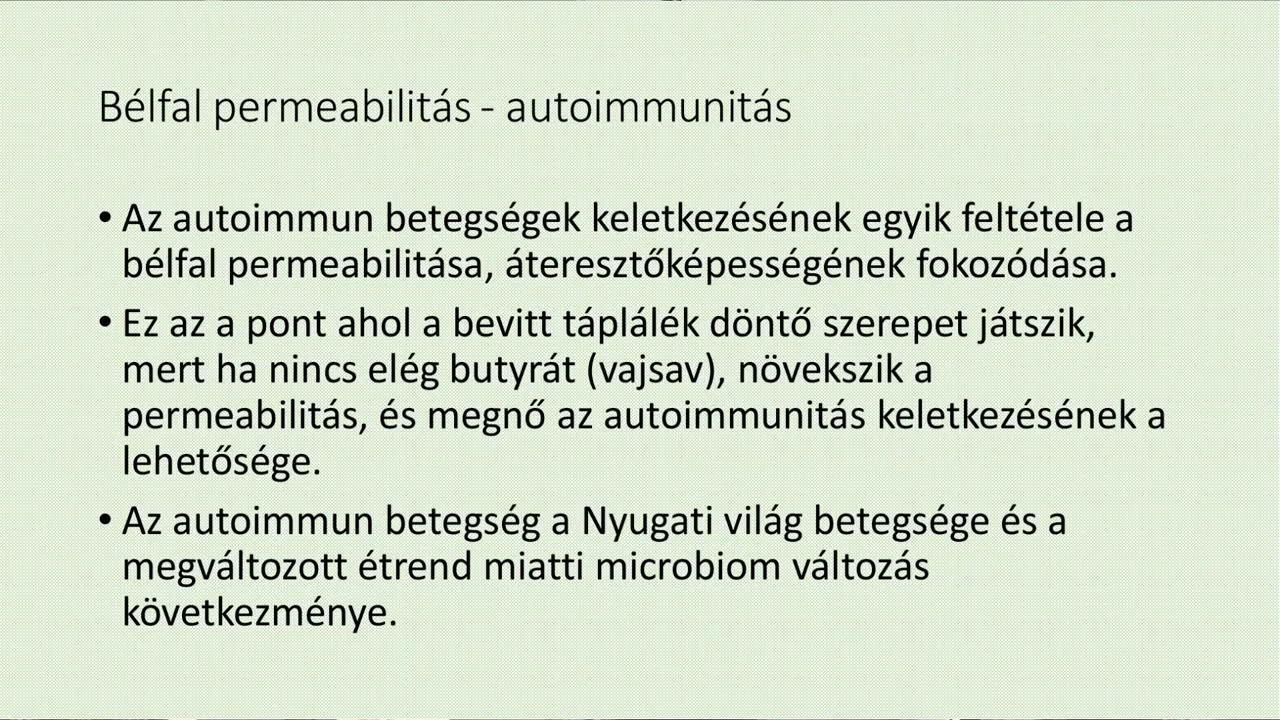 Bélfal permeabilitás - autoimmunitás
• Az autoimmun betegségek keletkezésének egyik feltétele a
bélfal permeabilitása, áteresztőképességének fokozódása.
• Ez az a pont ahol a bevitt táplálék döntő szerepet játszik,
mert ha nincs elég butyrát (vajsav), növekszik a
permeabilitás, és megnő az autoimmunitás keletkezésének a
lehetősége.
• Az autoimmun betegség a Nyugati világ betegsége és a
megváltozott étrend miatti microbiom változás
következménye.